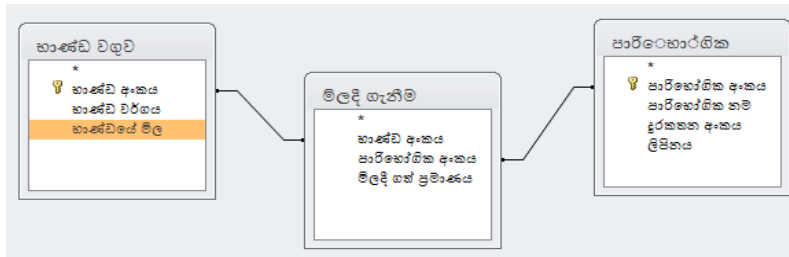 භාණ්ඩ වගුව
*
භාණ්ඩ අංකය
භාණ්ඩ වර්ගය
භාණ්ඩයේ මිල
මිලදී ගැනීම
*
භාණ්ඩ අංකය
පාරිභෝගික අංකය
මිලදී ගත් ප්‍රමාණය
පාරිභෝගික
*
පාරිභෝගික අංකය
පාරිභෝගික නම
දුරකතන අංකය
ලිපිනය